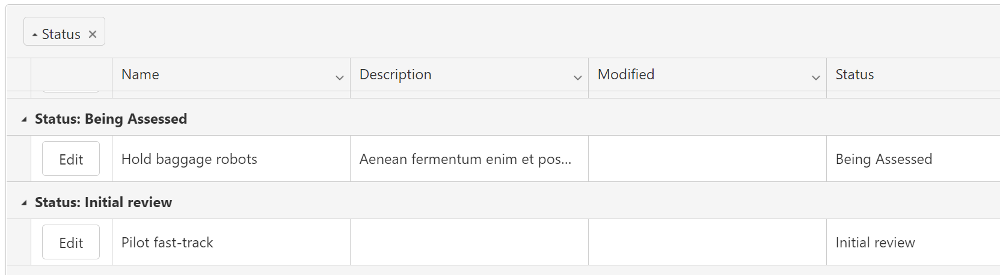 Status
Name Description Modified Status
Status: Being Assessed
Edit Hold baggage robots Aenean fermentum enim et pos... Being Assessed
Status: Initial review
Edit Pilot fast-track Initial review